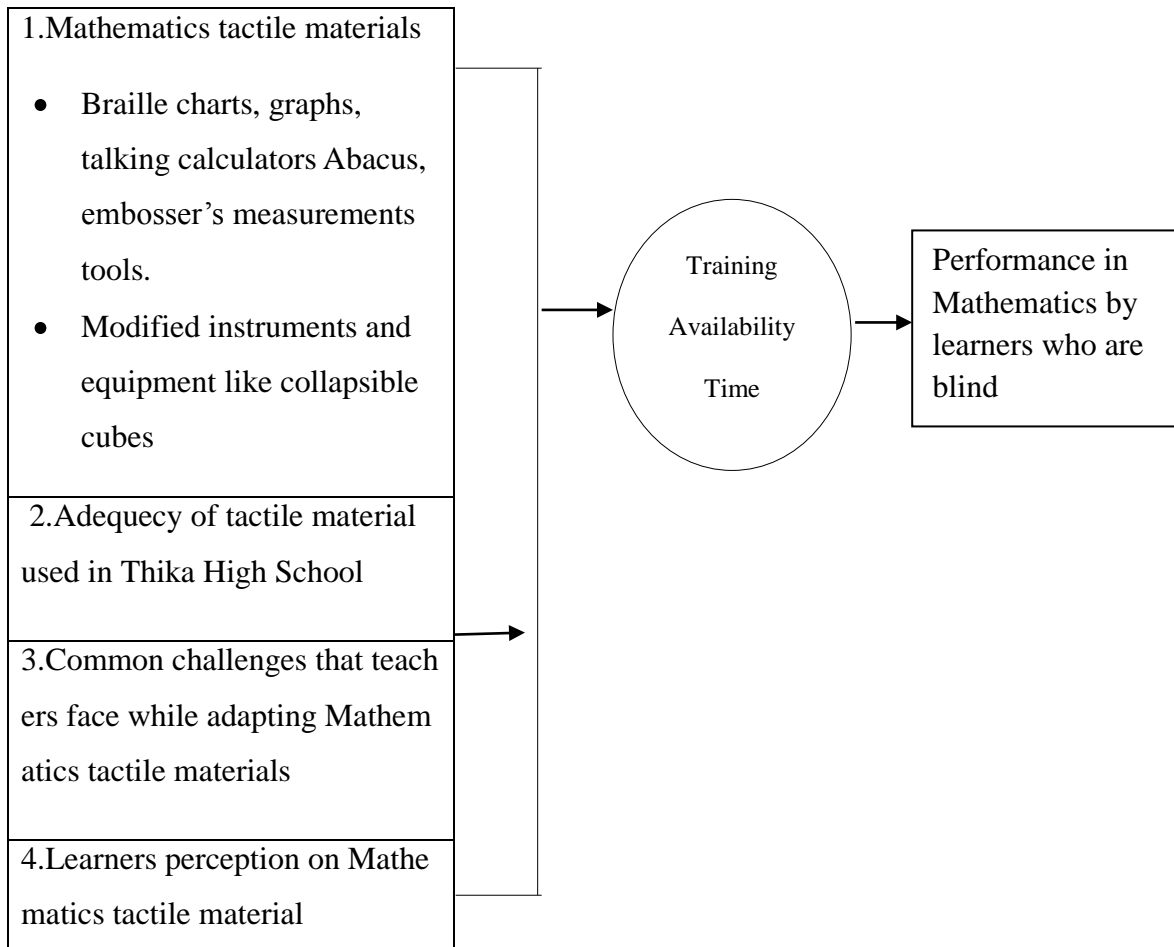 1.Mathematics tactile materials
● Braille charts, graphs,
talking calculators Abacus,
embosser’s measurements
tools.
● Modified instruments and
equipment like collapsible
cubes
2.Adequecy of tactile material
used in Thika High School
3.Common challenges that teach
ers face while adapting Mathem
atics tactile materials
4.Learners perception on Mathe
matics tactile material
Training
Availability
Time
Performance in
Mathematics by
learners who are
blind